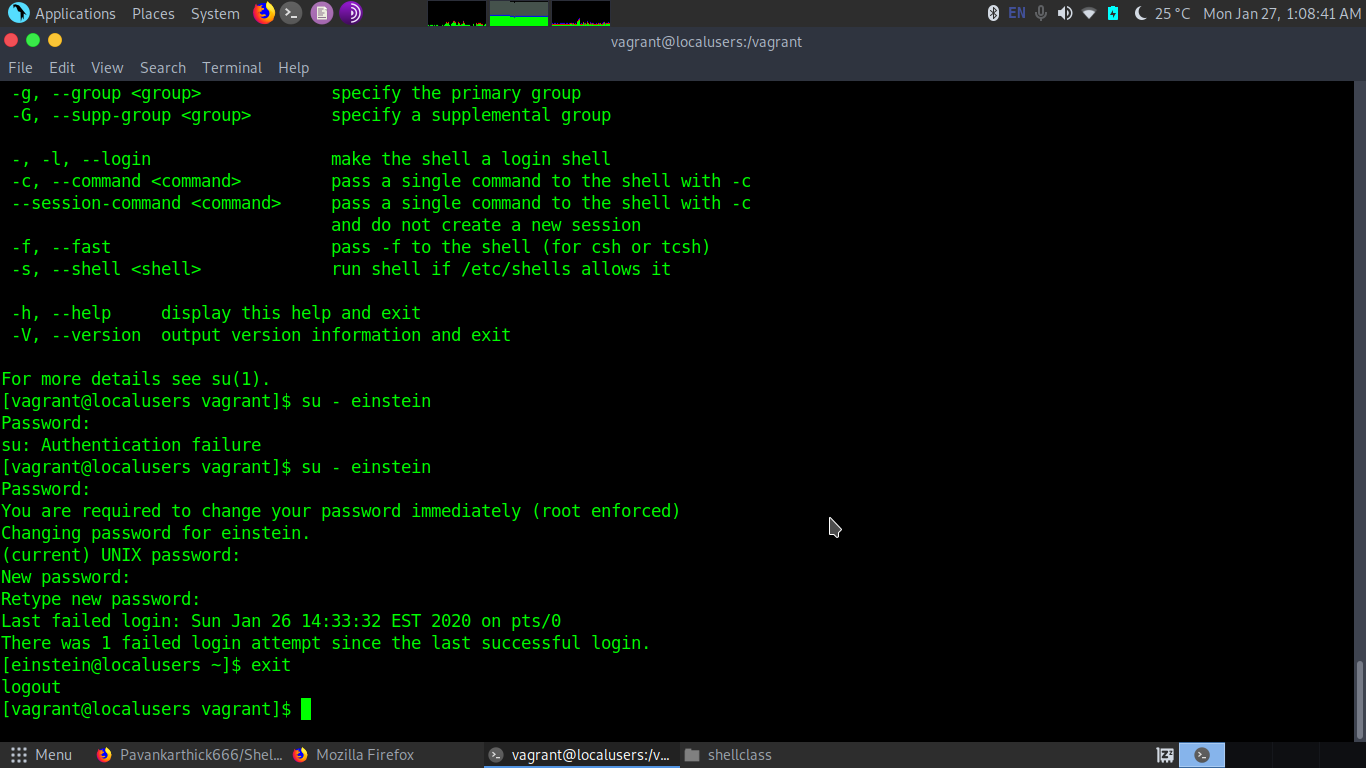 Applications Places System EN 25 °C Mon Jan 27, 1:08:41 AM
vagrant@localusers:/vagrant
File Edit View Search Terminal Help
-g, --group <group> specify the primary group
-G, --supp-group <group> specify a supplemental group
-, -l, --login make the shell a login shell
-c, --command <command> pass a single command to the shell with -c
--session-command <command> pass a single command to the shell with -c
and do not create a new session
-f, --fast pass -f to the shell (for csh or tcsh)
-s, --shell <shell> run shell if /etc/shells allows it
-h, --help display this help and exit
-V, --version output version information and exit
For more details see su(1).
[vagrant@localusers vagrant]$ su - einstein
Password:
su: Authentication failure
[vagrant@localusers vagrant]$ su - einstein
Password:
You are required to change your password immediately (root enforced)
Changing password for einstein.
(current) UNIX password:
New password:
Retype new password:
Last failed login: Sun Jan 26 14:33:32 EST 2020 on pts/0
There was 1 failed login attempt since the last successful login.
[einstein@localusers ~]$ exit
logout
[vagrant@localusers vagrant]$
Menu Pavankarthick666/Shel... Mozilla Firefox vagrant@localusers:/v... shellclass